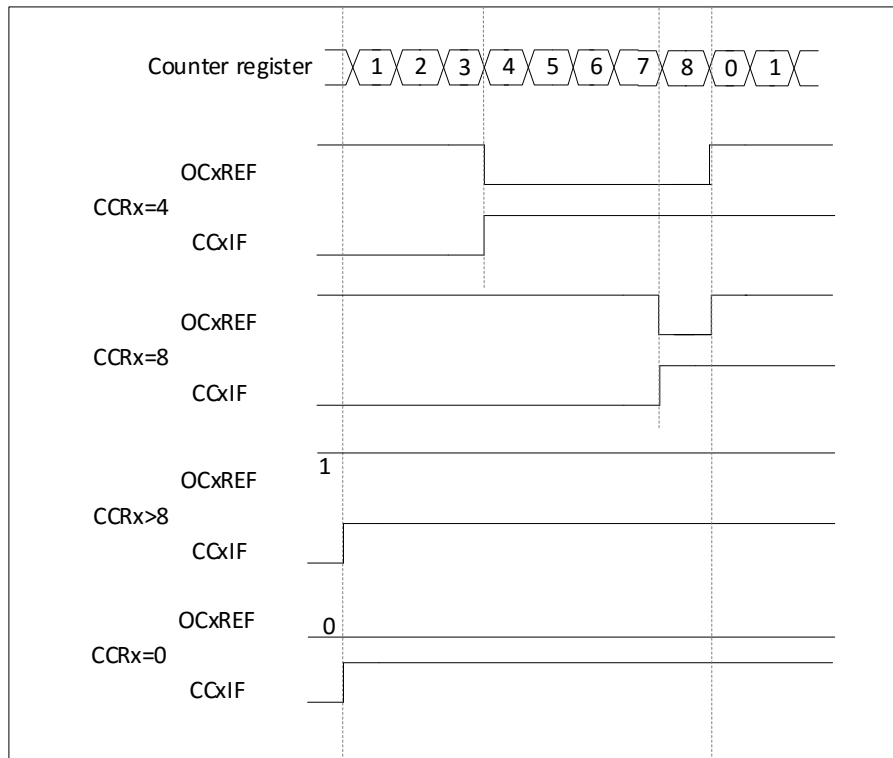 Counter register 1 2 3 4 5 6 7 8 0 1
OCxREF
CCRx=4
CCxIF
OCxREF
CCRx=8
CCxIF
1
OCxREF
CCRx>8
CCxIF
OCxREF 0
CCRx=0
CCxIF